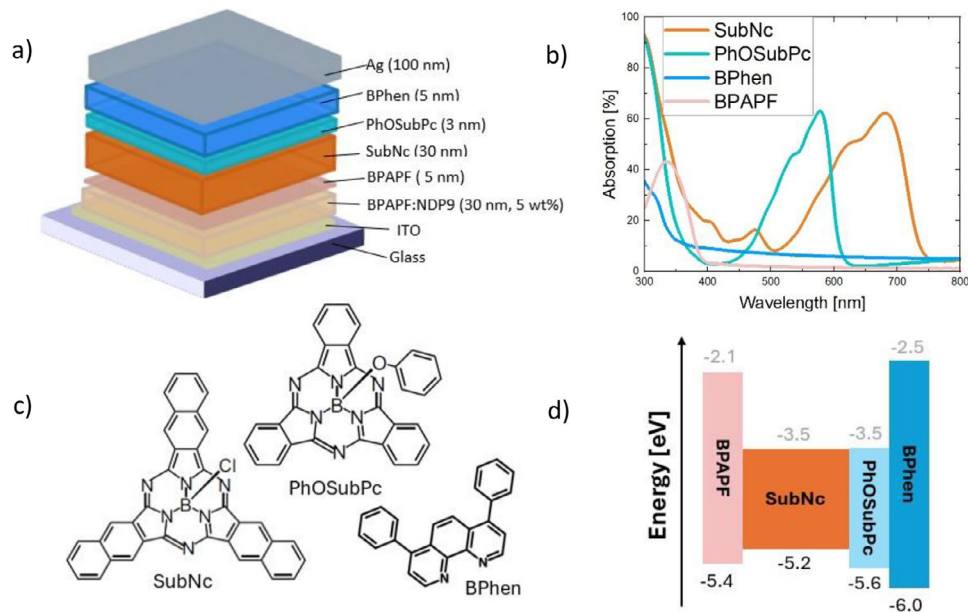 a)
Ag (100 nm)
BPhen (5 nm)
PhOSubPc (3 nm)
SubNc (30 nm)
BPAPF ( 5 nm)
BPAPF:NDP9 (30 nm, 5 wt%)
ITO
Glass
b)
Absorption [%]
100
80
60
40
20
0
SubNc
PhOSubPc
BPhen
BPAPF
300 400 500 600 700 800
Wavelength [nm]
c)
N
N
N
B
Cl
N
N
N
SubNc
N
N
N
B
O
N
N
N
PhOSubPc
N
N
BPhen
d)
Energy [eV]
-2.1
BPAPF
-5.4
-3.5
SubNc
-5.2
-3.5
PhOSubPc
-5.6
-2.5
BPhen
-6.0